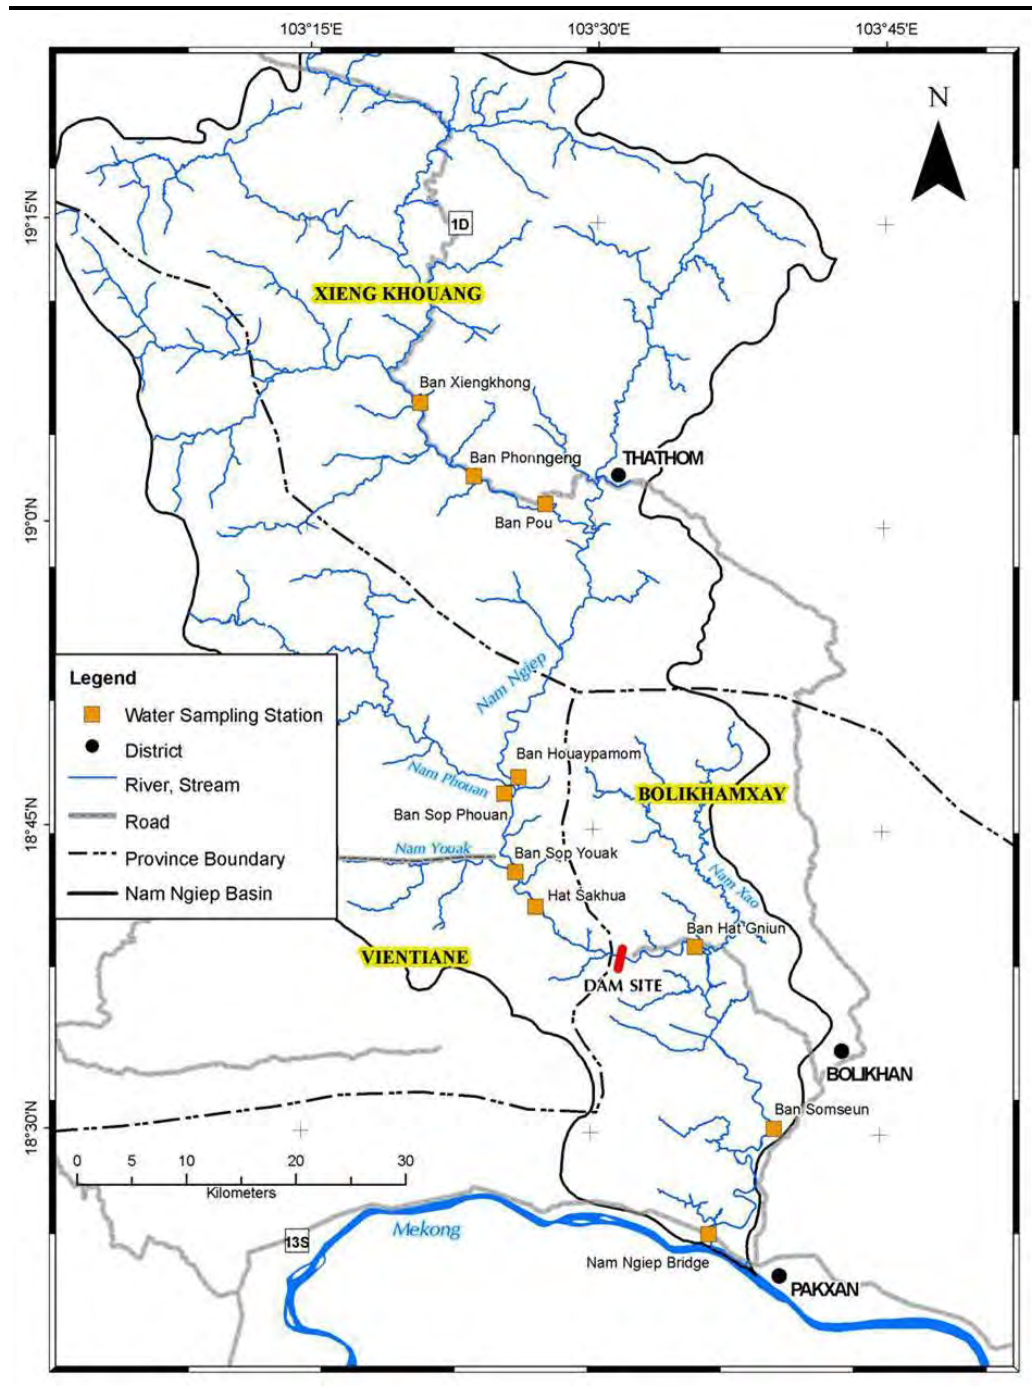 103°15'E
103°30'E
103°45'E
N
19°15'N
1D
XIENG KHOUANG
Ban Xiengkhong
Ban Phonngeng
THATHOM
Ban Pou
19°0'N
Nam Ngiep
Legend
Water Sampling Station
District
River, Stream
Road
Province Boundary
Nam Ngiep Basin
Ban Houaypamom
Nam Phouan
BOLIKHAMXAY
Ban Sop Phouan
18°45'N
Nam Youak
Ban Sop Youak
Nam Xao
Hat Sakhua
Ban Hat Gniun
VIENTIANE
DAM SITE
BOLIKHAN
Ban Somseun
18°30'N
0 5 10 20 30
Kilometers
Mekong
13S
Nam Ngiep Bridge
PAKXAN